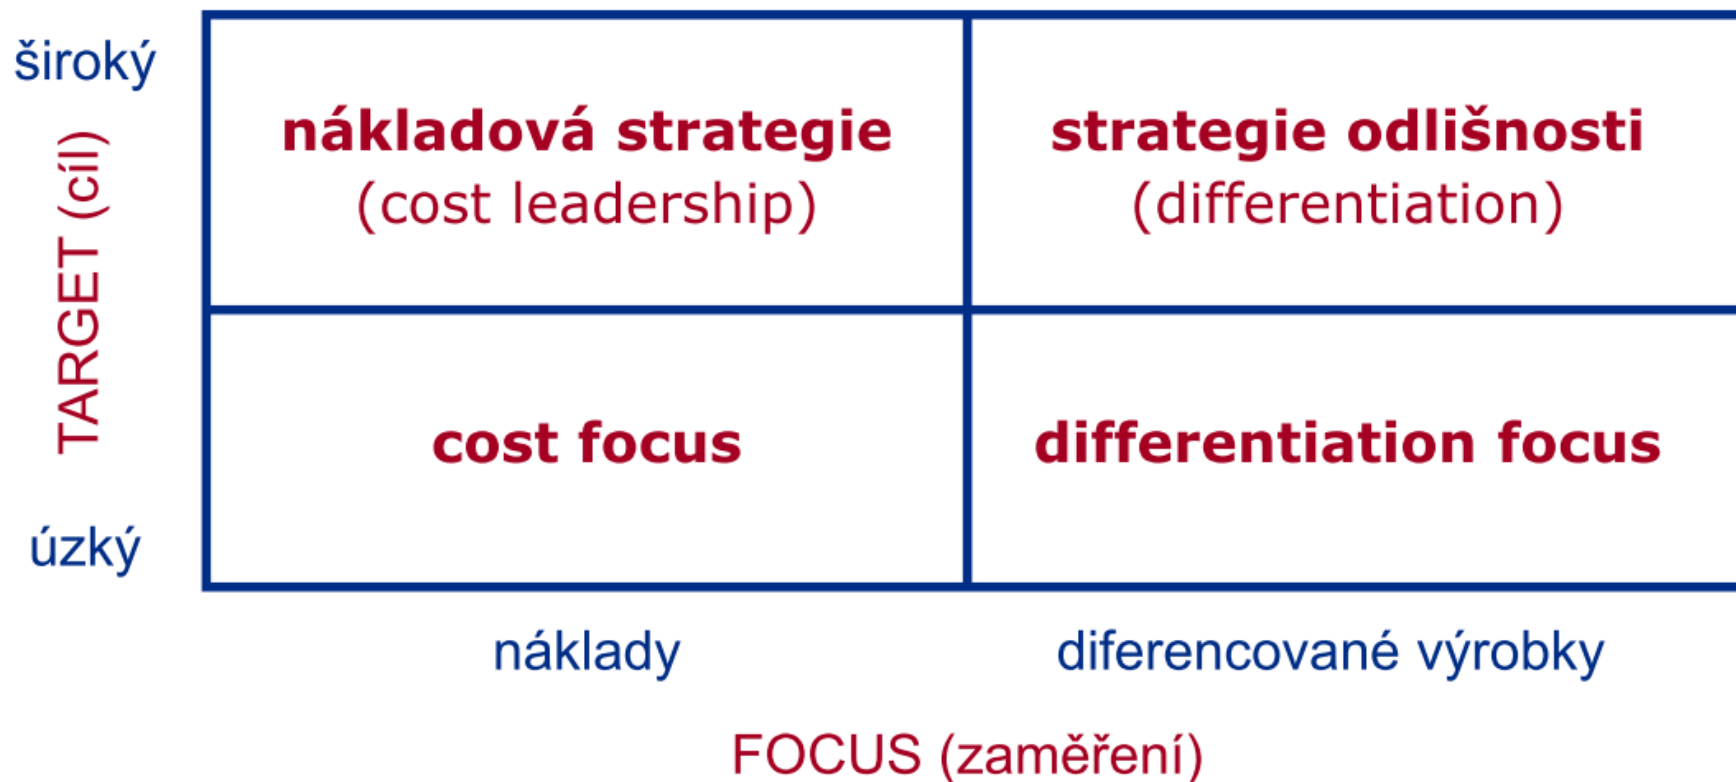 široký
TARGET (cíl)
úzký
nákladová strategie
(cost leadership)
strategie odlišnosti
(differentiation)
cost focus
differentiation focus
náklady
diferencované výrobky
FOCUS (zaměření)